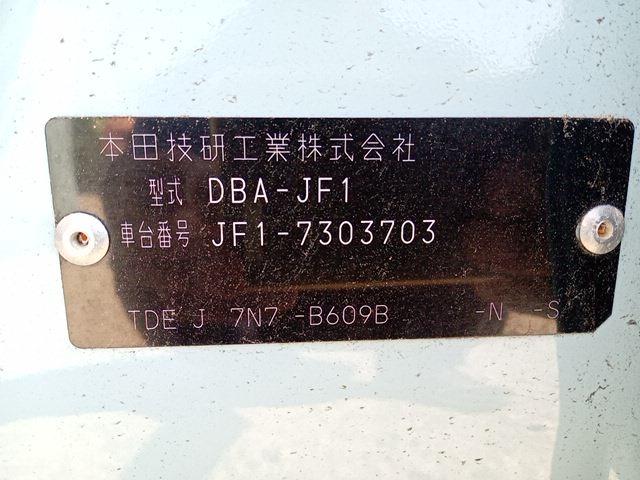 本田技研工業株式会社
型式 DBA-JF1
車台番号 JF1-7303703
TDE J 7N7 -B609B -N -S